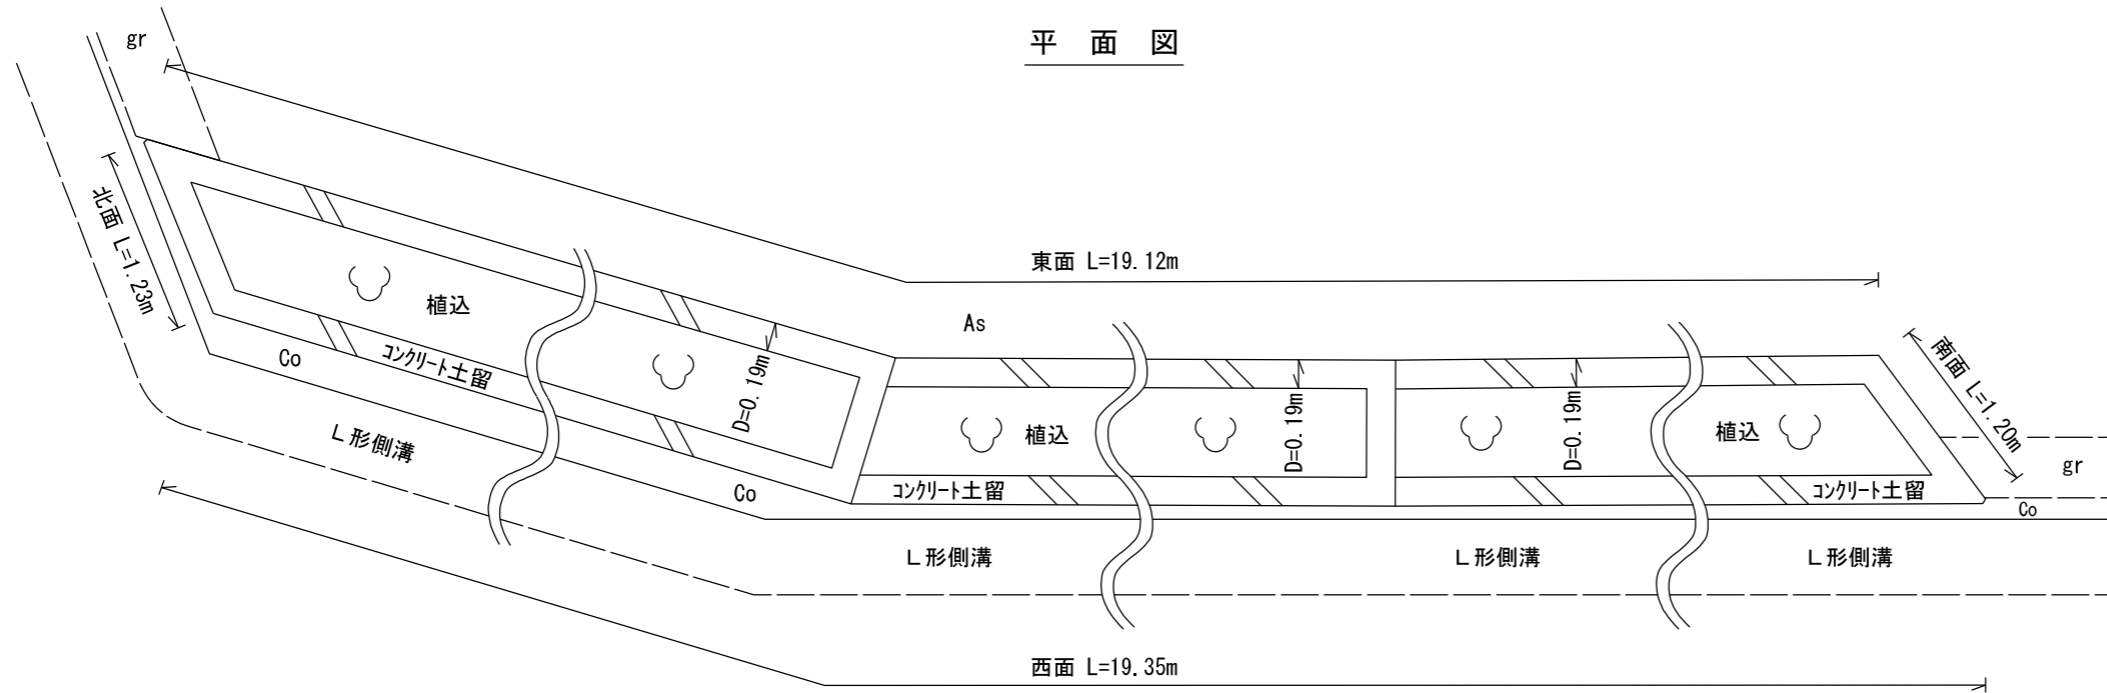 平 面 図
gr
北面 L=1.23m
東面 L=19.12m
植込
As
Co
コンクリート土留
D=0.19m
南面 L=1.20m
植込
D=0.19m
D=0.19m
植込
gr
L形側溝
Co
コンクリート土留
コンクリート土留
Co
L形側溝
L形側溝
L形側溝
西面 L=19.35m